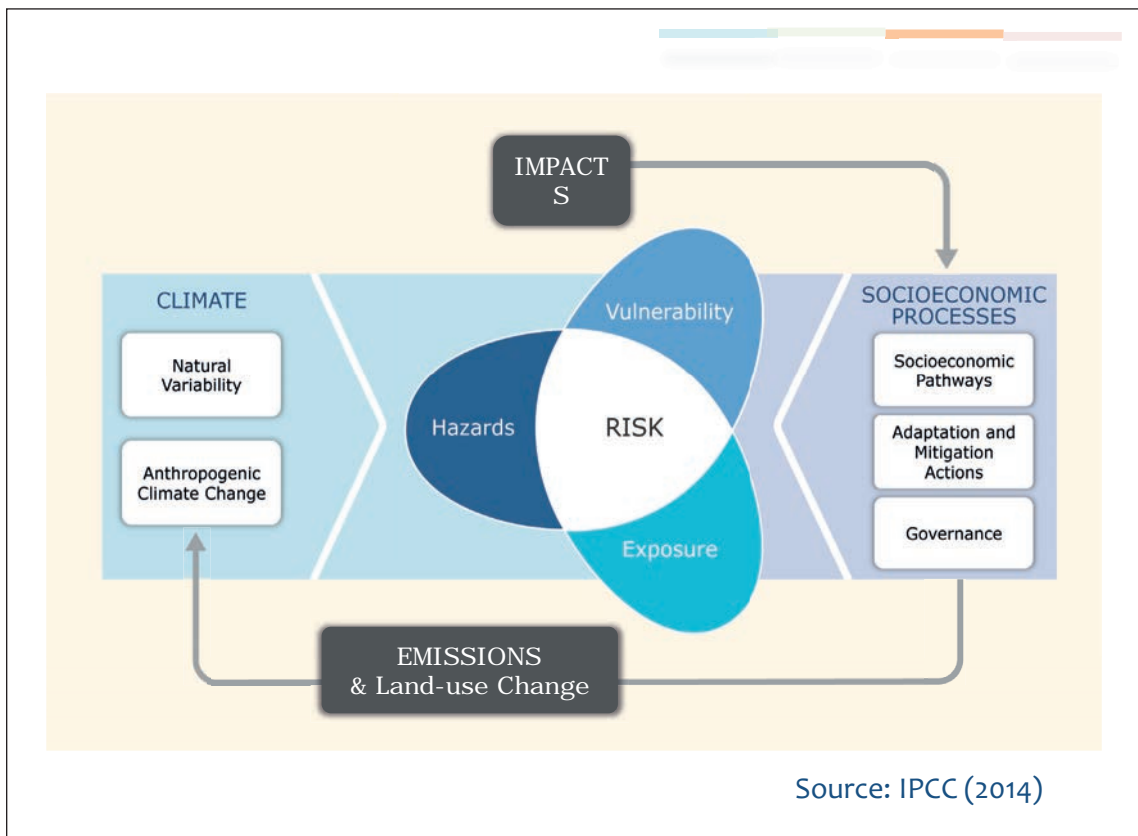 IMPACT
S
CLIMATE
Natural
Variability
Anthropogenic
Climate Change
Vulnerability
Hazards
RISK
Exposure
SOCIOECONOMIC
PROCESSES
Socioeconomic
Pathways
Adaptation and
Mitigation
Actions
Governance
EMISSIONS
& Land-use Change
Source: IPCC (2014)